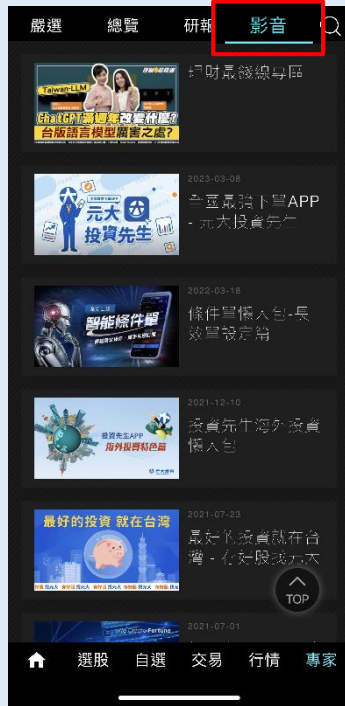 嚴選 總覽 研報 影音
Taiwan-LLM
ChatGPT滿週年改變什麼?
台版語言模型厲害之處?
理財最錢線專區
2023-03-08
全區最強下單APP
- 元大投資先生
元大
投資先生
2022-03-18
條件單懶人包-長
效單設定篇
智能條件單
2021-12-10
投資先生海外投資
懶人包
投資先生APP
海外投資特色篇
2021-07-23
最好的投資就在台
灣 - 存好股找元大
最好的投資 就在台灣
TOP
2021-07-01
選股 自選 交易 行情 專家